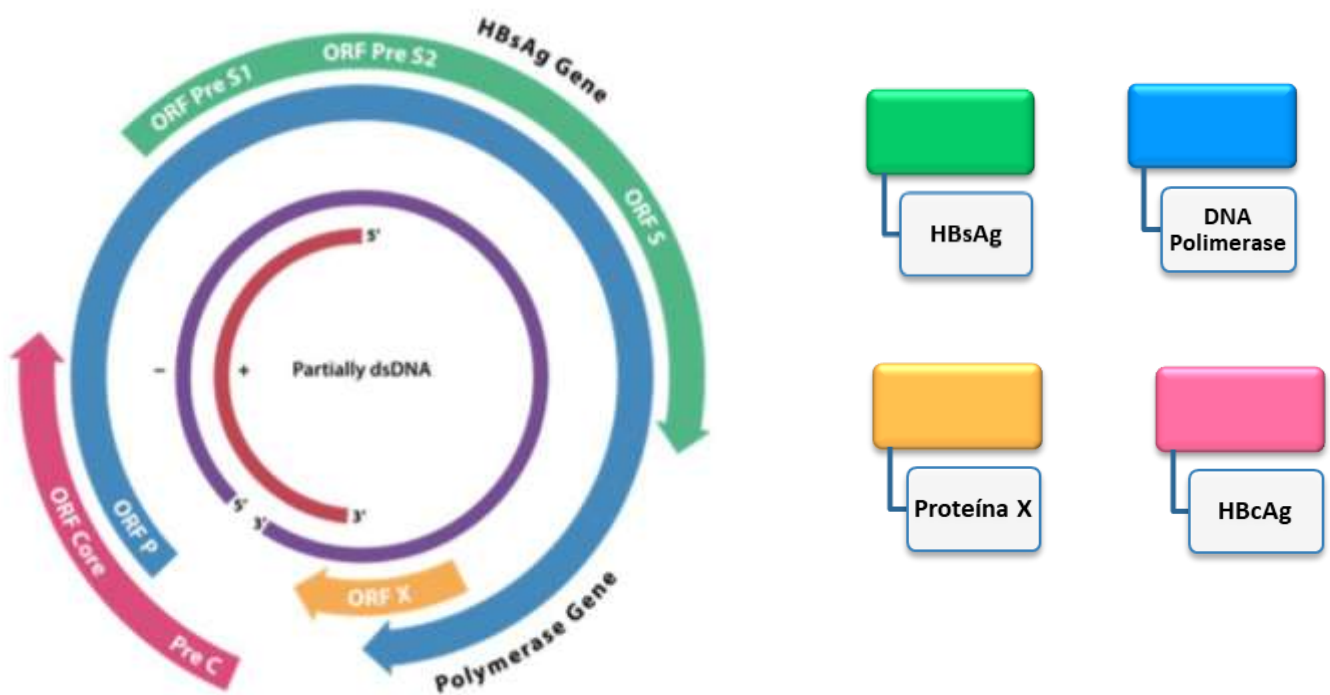 HBsAg Gene
ORF Pre S1
ORF Pre S2
ORF S
5'
-
+
Partially dsDNA
5'
3'
3'
ORF P
ORF Core
Pre C
ORF X
Polymerase Gene
HBsAg
DNA
Polimerase
Proteína X
HBcAg